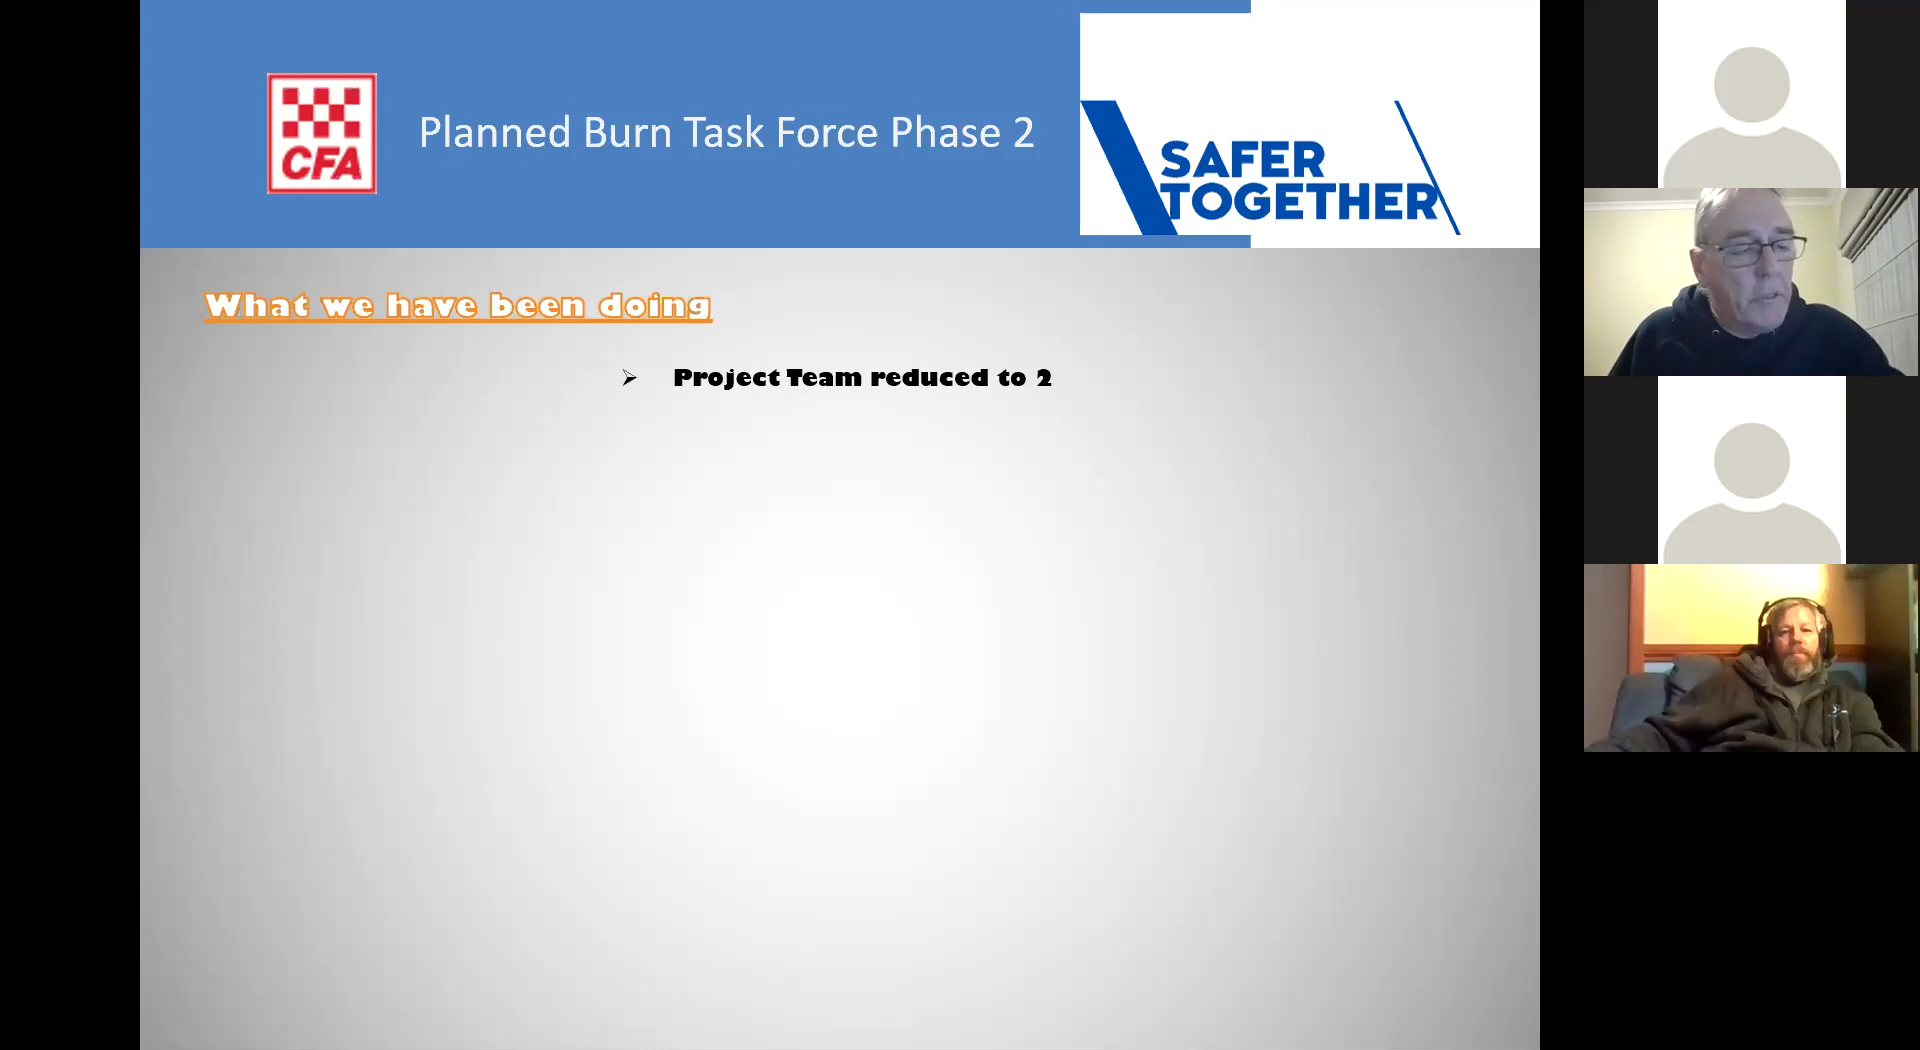 CFA
Planned Burn Task Force Phase 2
SAFER
TOGETHER
What we have been doing
Project Team reduced to 2